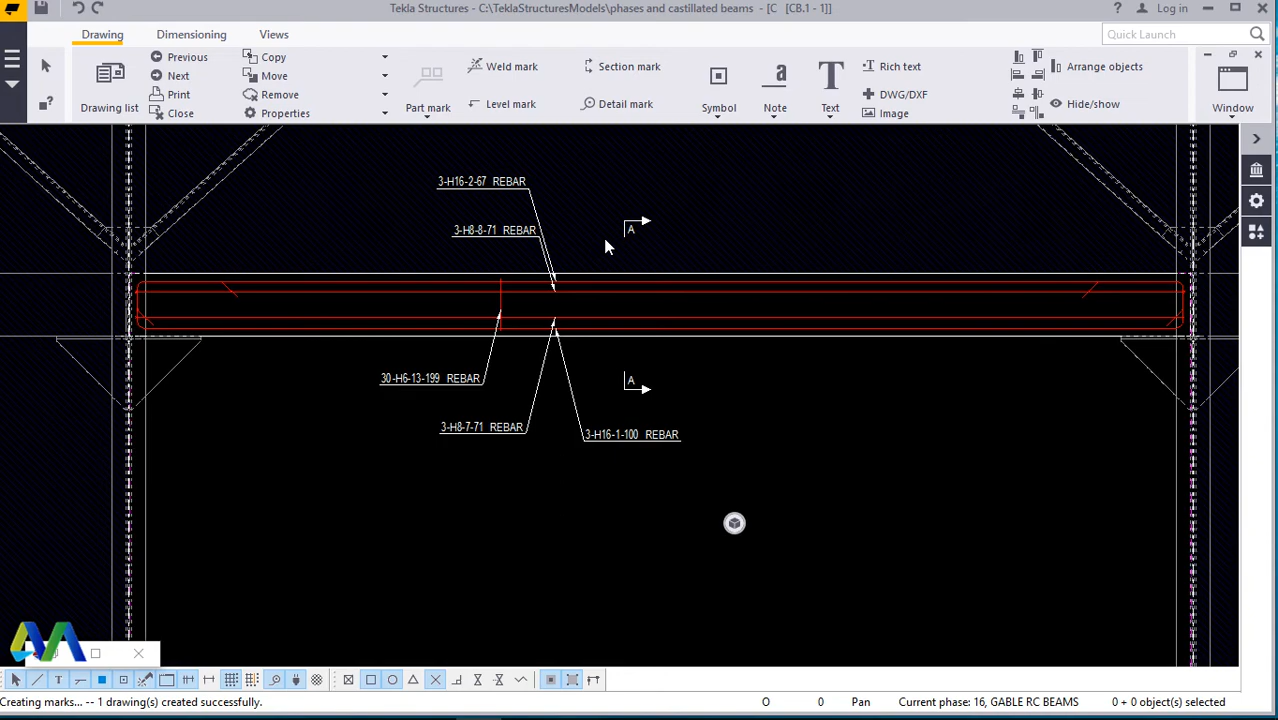 Tekla Structures - C:\TeklaStructuresModels\phases and castillated beams - [C [CB.1 - 1]]
? Log in
Drawing Dimensioning Views Quick Launch
Drawing list
Previous
Next
Print
Close
Copy
Move
Remove
Properties
Part mark
Weld mark
Level mark
Section mark
Detail mark
Symbol
Note
Text
Rich text
DWG/DXF
Image
Arrange objects
Hide/show
Window
3-H16-2-67 REBAR
3-H8-8-71 REBAR
A
30-H6-13-199 REBAR
A
3-H8-7-71 REBAR
3-H16-1-100 REBAR
Creating marks... -- 1 drawing(s) created successfully. O 0 Pan Current phase: 16, GABLE RC BEAMS 0 + 0 object(s) selected